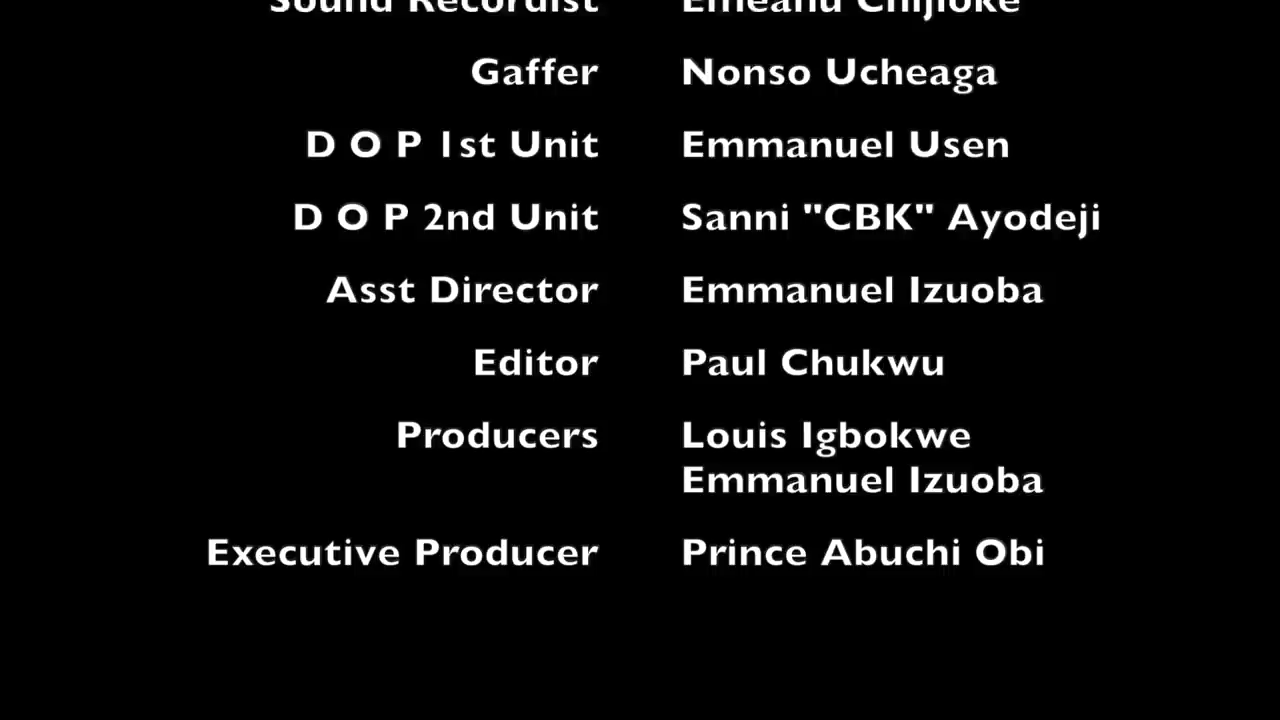 Sound Recordist Emeanu Chijioke
Gaffer Nonso Ucheaga
D O P 1st Unit Emmanuel Usen
D O P 2nd Unit Sanni "CBK" Ayodeji
Asst Director Emmanuel Izuoba
Editor Paul Chukwu
Producers Louis Igbokwe
Emmanuel Izuoba
Executive Producer Prince Abuchi Obi